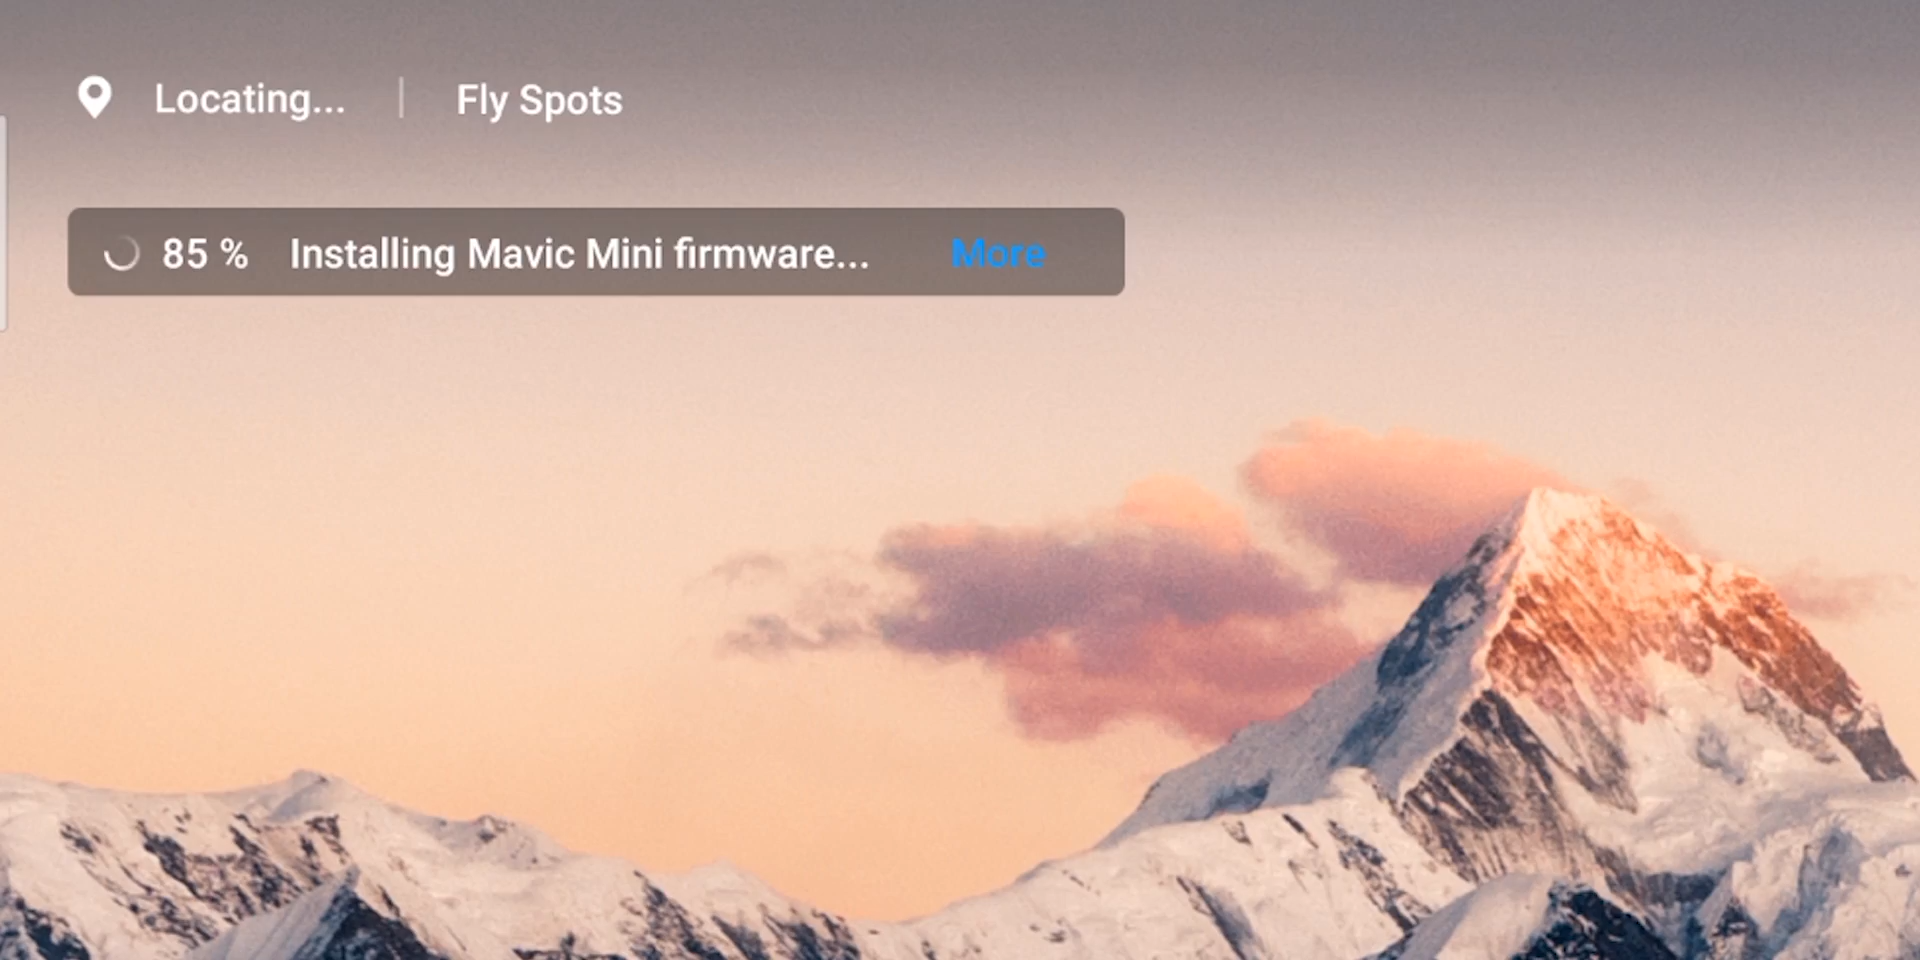 Locating... | Fly Spots
85 % Installing Mavic Mini firmware... More